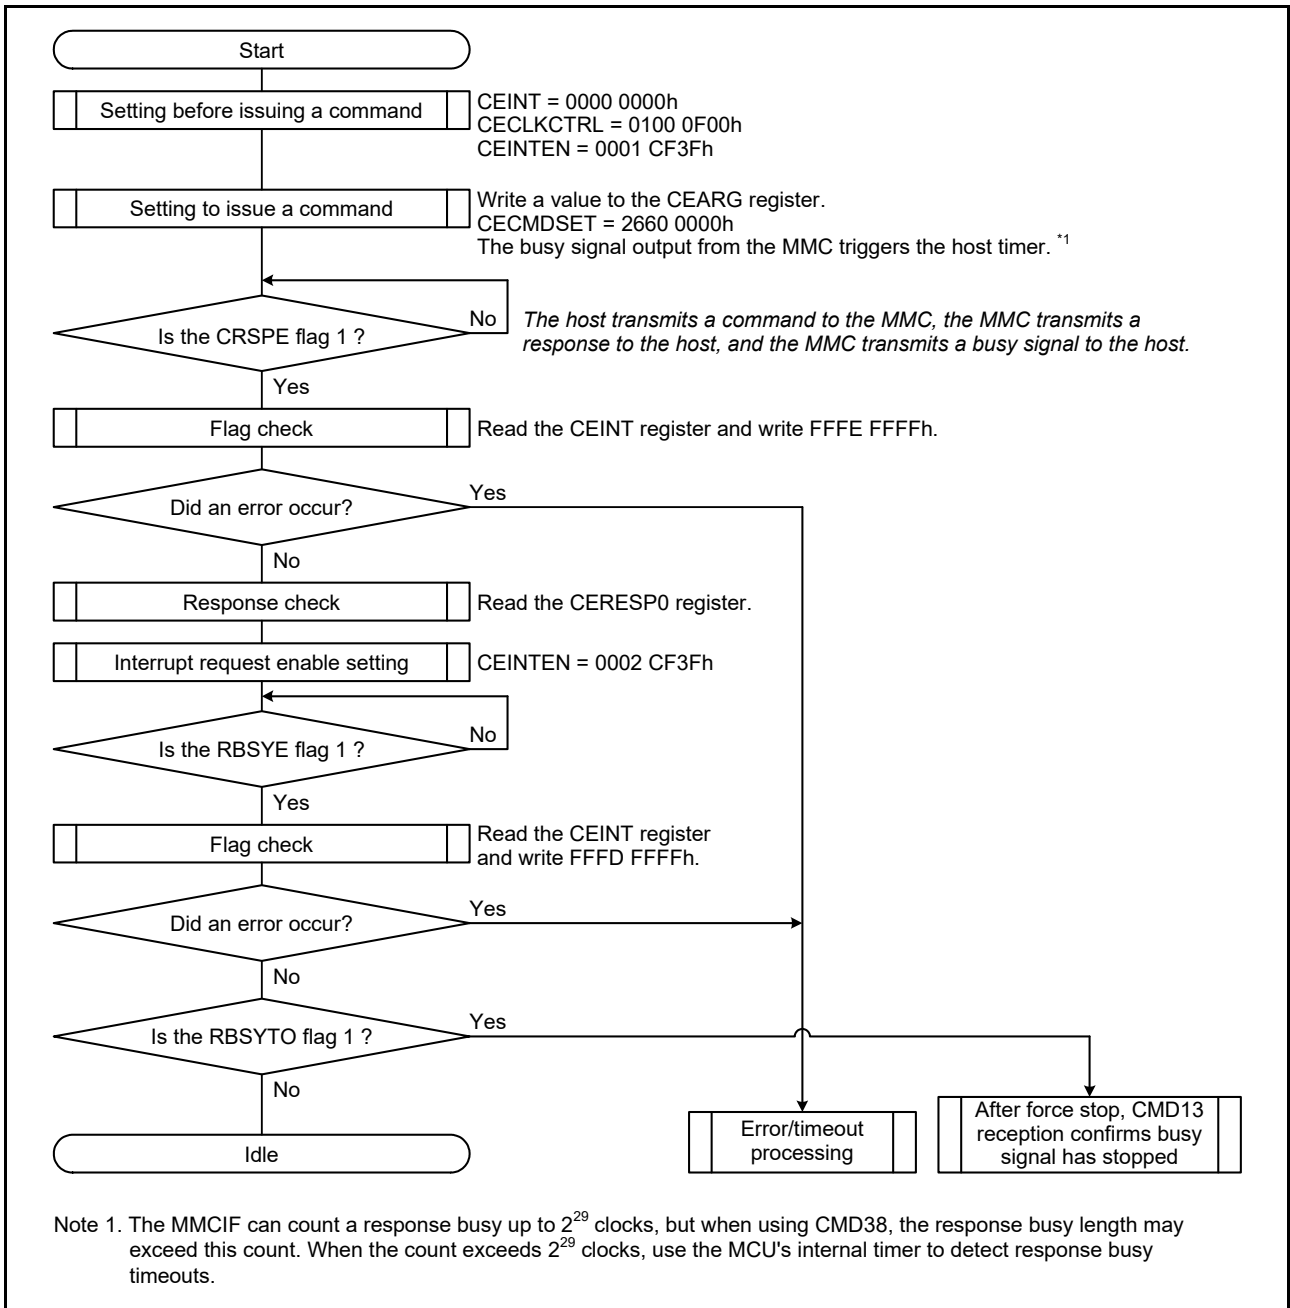 Start
Setting before issuing a command
CEINT = 0000 0000h
CECLKCTRL = 0100 0F00h
CEINTEN = 0001 CF3Fh
Setting to issue a command
Write a value to the CEARG register.
CECMDSET = 2660 0000h
The busy signal output from the MMC triggers the host timer. *1
Is the CRSPE flag 1 ?
No
The host transmits a command to the MMC, the MMC transmits a
response to the host, and the MMC transmits a busy signal to the host.
Yes
Flag check
Read the CEINT register and write FFFE FFFFh.
Did an error occur?
Yes
No
Response check
Read the CERESP0 register.
Interrupt request enable setting
CEINTEN = 0002 CF3Fh
Is the RBSYE flag 1 ?
No
Yes
Flag check
Read the CEINT register
and write FFFD FFFFh.
Did an error occur?
Yes
No
Is the RBSYTO flag 1 ?
Yes
No
Idle
Error/timeout
processing
After force stop, CMD13
reception confirms busy
signal has stopped
Note 1. The MMCIF can count a response busy up to 2^29 clocks, but when using CMD38, the response busy length may
exceed this count. When the count exceeds 2^29 clocks, use the MCU's internal timer to detect response busy
timeouts.